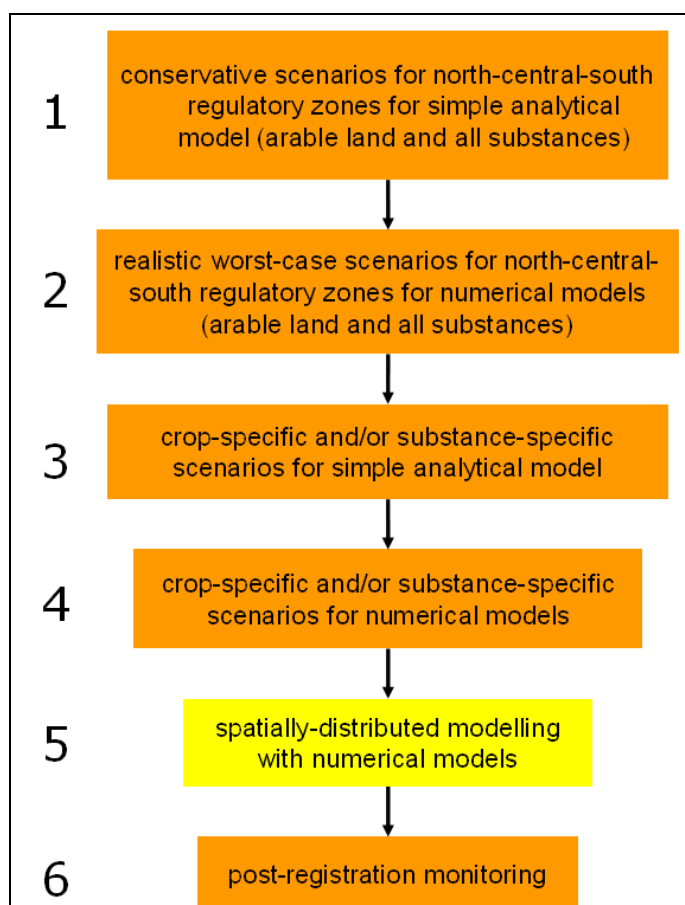 1
conservative scenarios for north-central-south
regulatory zones for simple analytical
model (arable land and all substances)
2
realistic worst-case scenarios for north-central-
south regulatory zones for numerical models
(arable land and all substances)
3
crop-specific and/or substance-specific
scenarios for simple analytical model
4
crop-specific and/or substance-specific
scenarios for numerical models
5
spatially-distributed modelling
with numerical models
6
post-registration monitoring